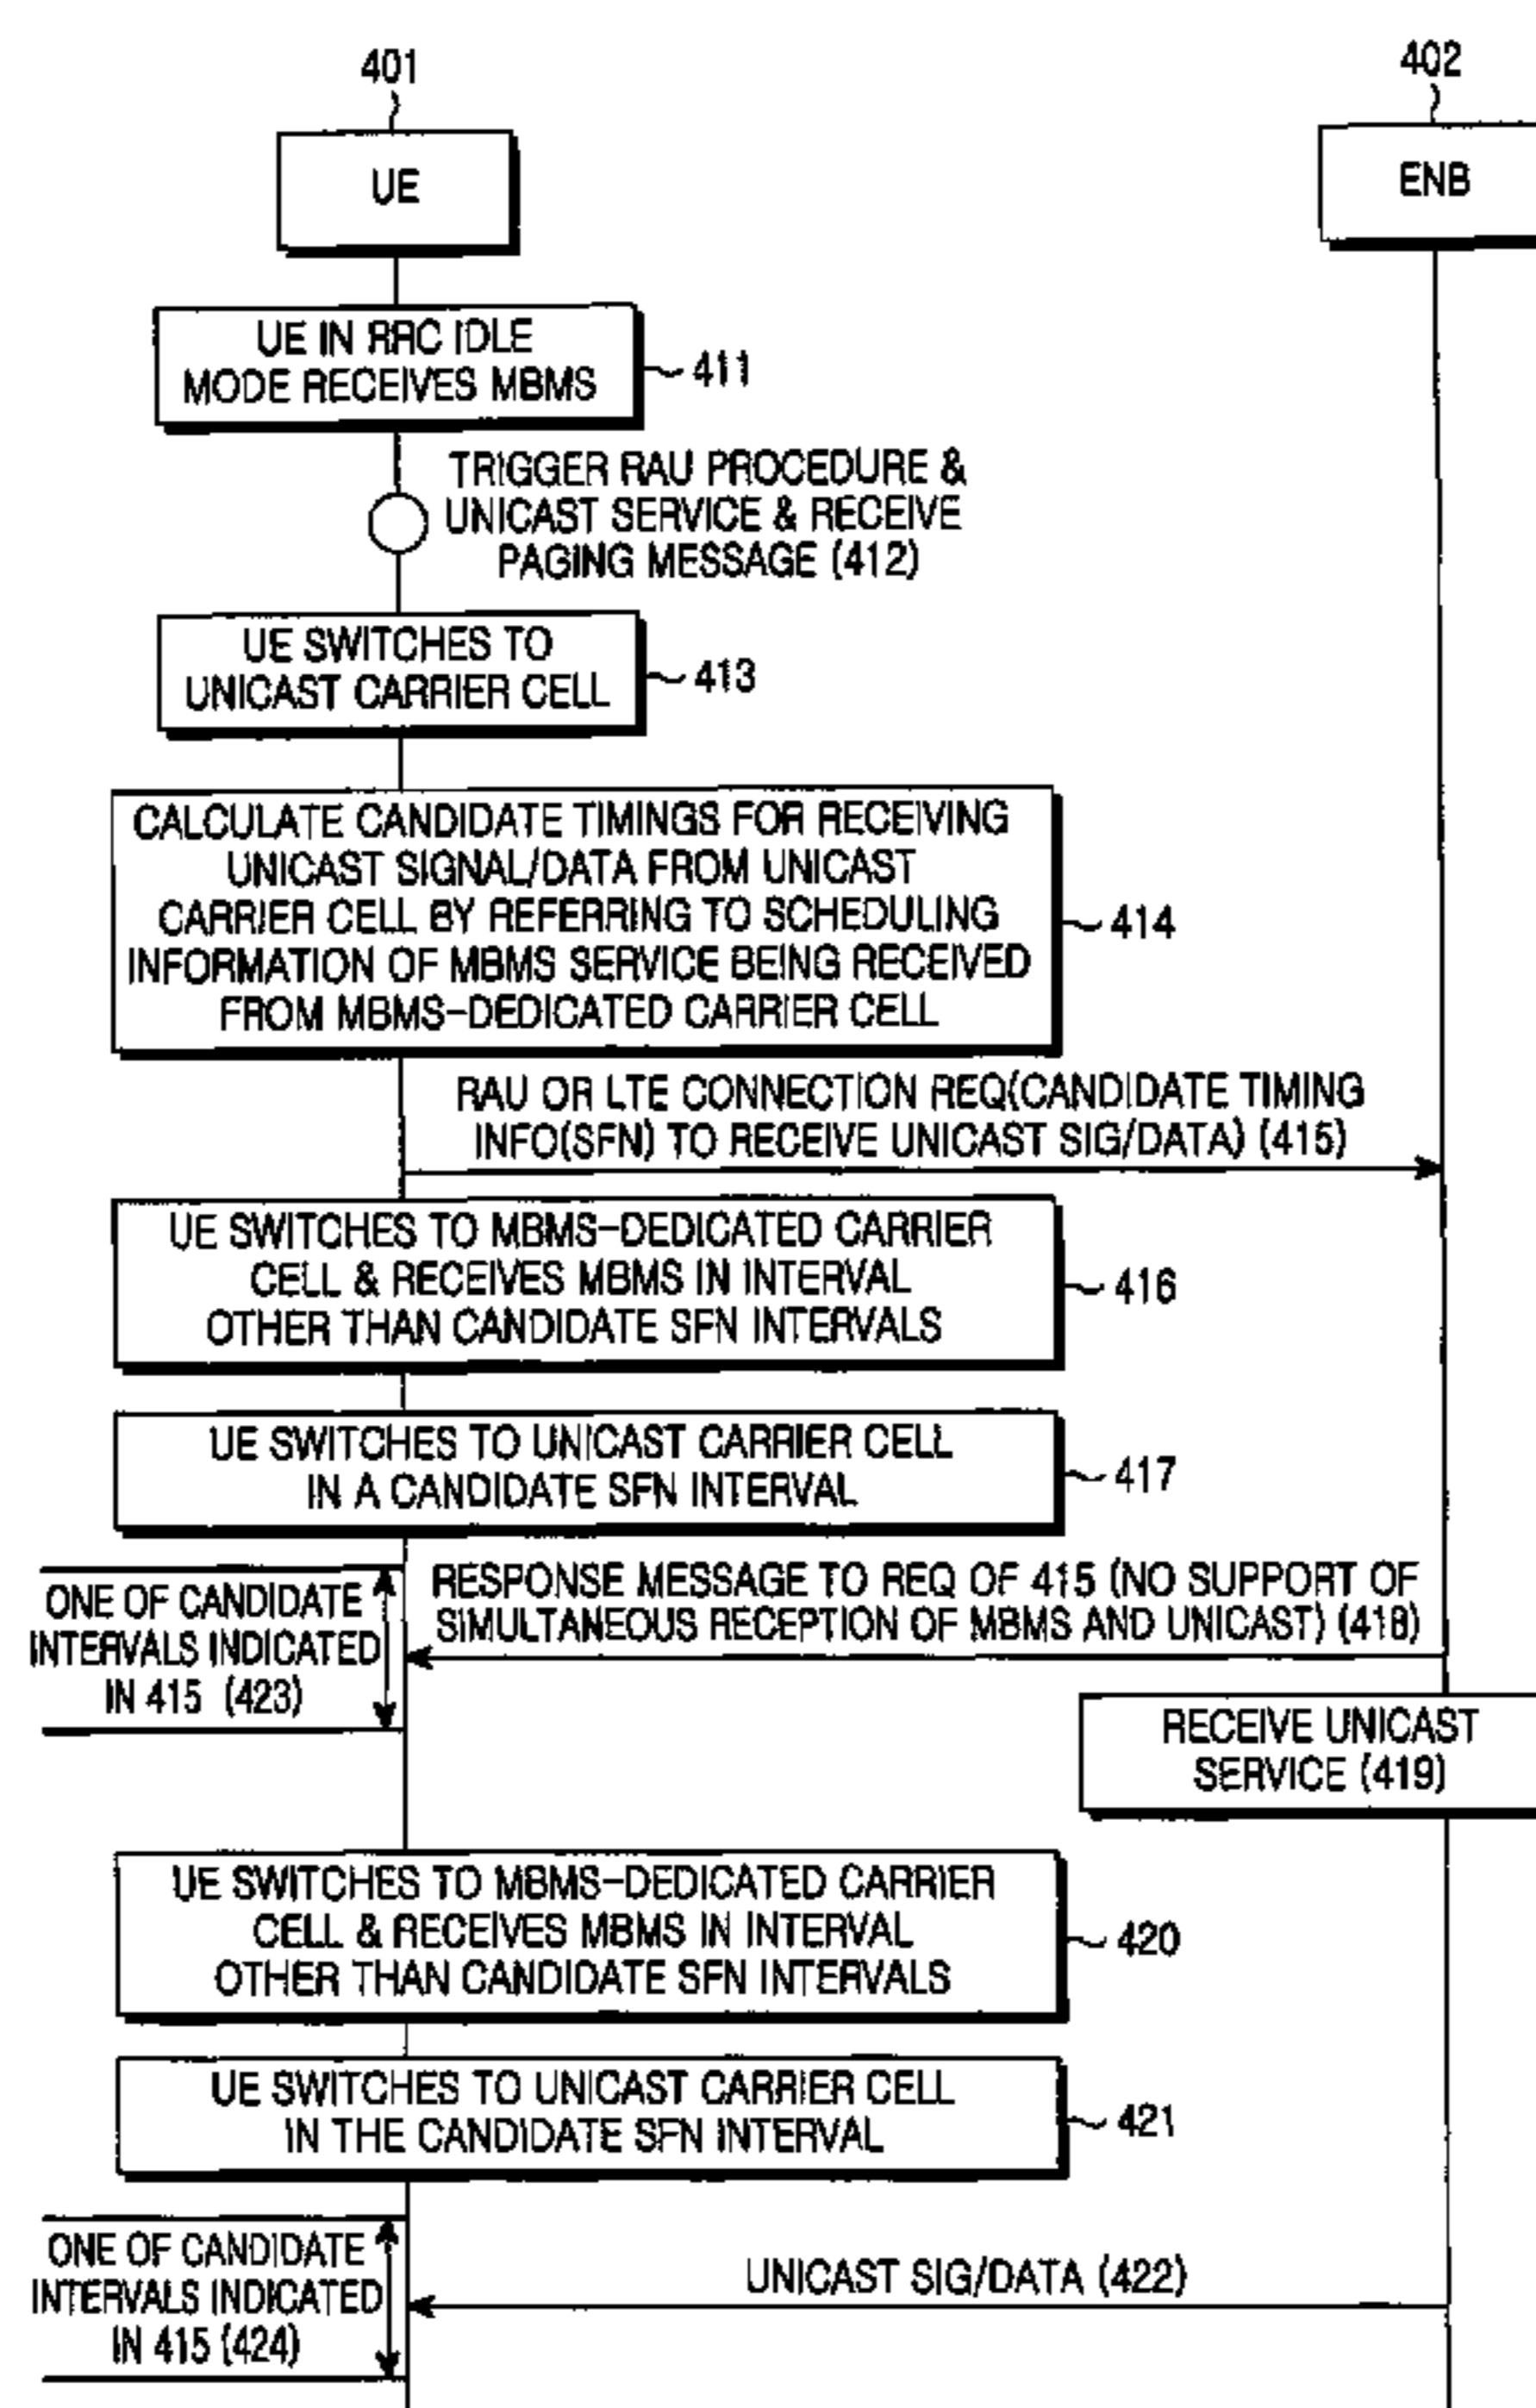 401
402
UE
ENB
UE IN RRC IDLE
MODE RECEIVES MBMS
411
TRIGGER RAU PROCEDURE &
UNICAST SERVICE & RECEIVE
PAGING MESSAGE (412)
UE SWITCHES TO
UNICAST CARRIER CELL
413
CALCULATE CANDIDATE TIMINGS FOR RECEIVING
UNICAST SIGNAL/DATA FROM UNICAST
CARRIER CELL BY REFERRING TO SCHEDULING
INFORMATION OF MBMS SERVICE BEING RECEIVED
FROM MBMS-DEDICATED CARRIER CELL
414
RAU OR LTE CONNECTION REQ(CANDIDATE TIMING
INFO(SFN) TO RECEIVE UNICAST SIG/DATA) (415)
UE SWITCHES TO MBMS-DEDICATED CARRIER
CELL & RECEIVES MBMS IN INTERVAL
OTHER THAN CANDIDATE SFN INTERVALS
416
UE SWITCHES TO UNICAST CARRIER CELL
IN A CANDIDATE SFN INTERVAL
417
ONE OF CANDIDATE
INTERVALS INDICATED
IN 415 (423)
RESPONSE MESSAGE TO REQ OF 415 (NO SUPPORT OF
SIMULTANEOUS RECEPTION OF MBMS AND UNICAST) (418)
RECEIVE UNICAST
SERVICE (419)
UE SWITCHES TO MBMS-DEDICATED CARRIER
CELL & RECEIVES MBMS IN INTERVAL
OTHER THAN CANDIDATE SFN INTERVALS
420
UE SWITCHES TO UNICAST CARRIER CELL
IN THE CANDIDATE SFN INTERVAL
421
ONE OF CANDIDATE
INTERVALS INDICATED
IN 415 (424)
UNICAST SIG/DATA (422)